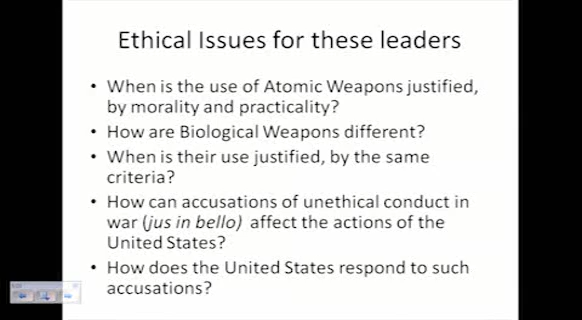 Ethical Issues for these leaders
• When is the use of Atomic Weapons justified,
by morality and practicality?
• How are Biological Weapons different?
• When is their use justified, by the same
criteria?
• How can accusations of unethical conduct in
war (jus in bello) affect the actions of the
United States?
• How does the United States respond to such
accusations?